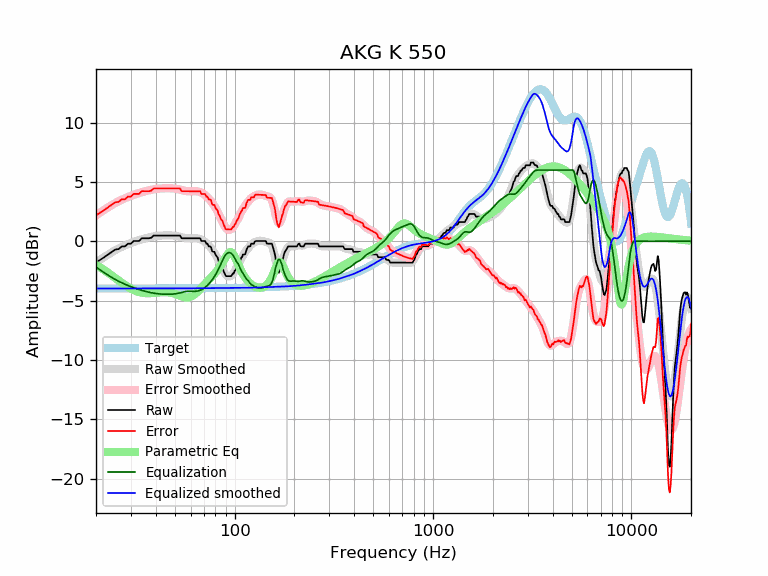 AKG K 550
Amplitude (dBr)
10
5
0
−5
−10
−15
−20
Target
Raw Smoothed
Error Smoothed
Raw
Error
Parametric Eq
Equalization
Equalized smoothed
100
1000
10000
Frequency (Hz)